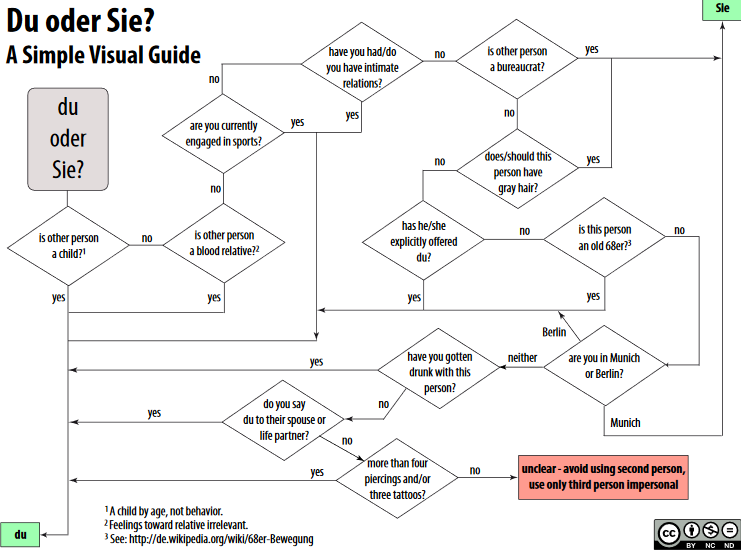 Du oder Sie?
A Simple Visual Guide
Sie
du
oder
Sie?
is other person
a child?¹
no
yes
is other person
a blood relative?²
no
yes
are you currently
engaged in sports?
no
yes
have you had/do
you have intimate
relations?
no
yes
is other person
a bureaucrat?
yes
no
does/should this
person have
gray hair?
yes
no
has he/she
explicitly offered
du?
no
yes
is this person
an old 68er?³
no
yes
are you in Munich
or Berlin?
Berlin
neither
Munich
have you gotten
drunk with this
person?
yes
no
do you say
du to their spouse or
life partner?
yes
no
more than four
piercings and/or
three tattoos?
yes
no
unclear - avoid using second person,
use only third person impersonal
du
¹ A child by age, not behavior.
² Feelings toward relative irrelevant.
³ See: http://de.wikipedia.org/wiki/68er-Bewegung
cc
BY NC ND